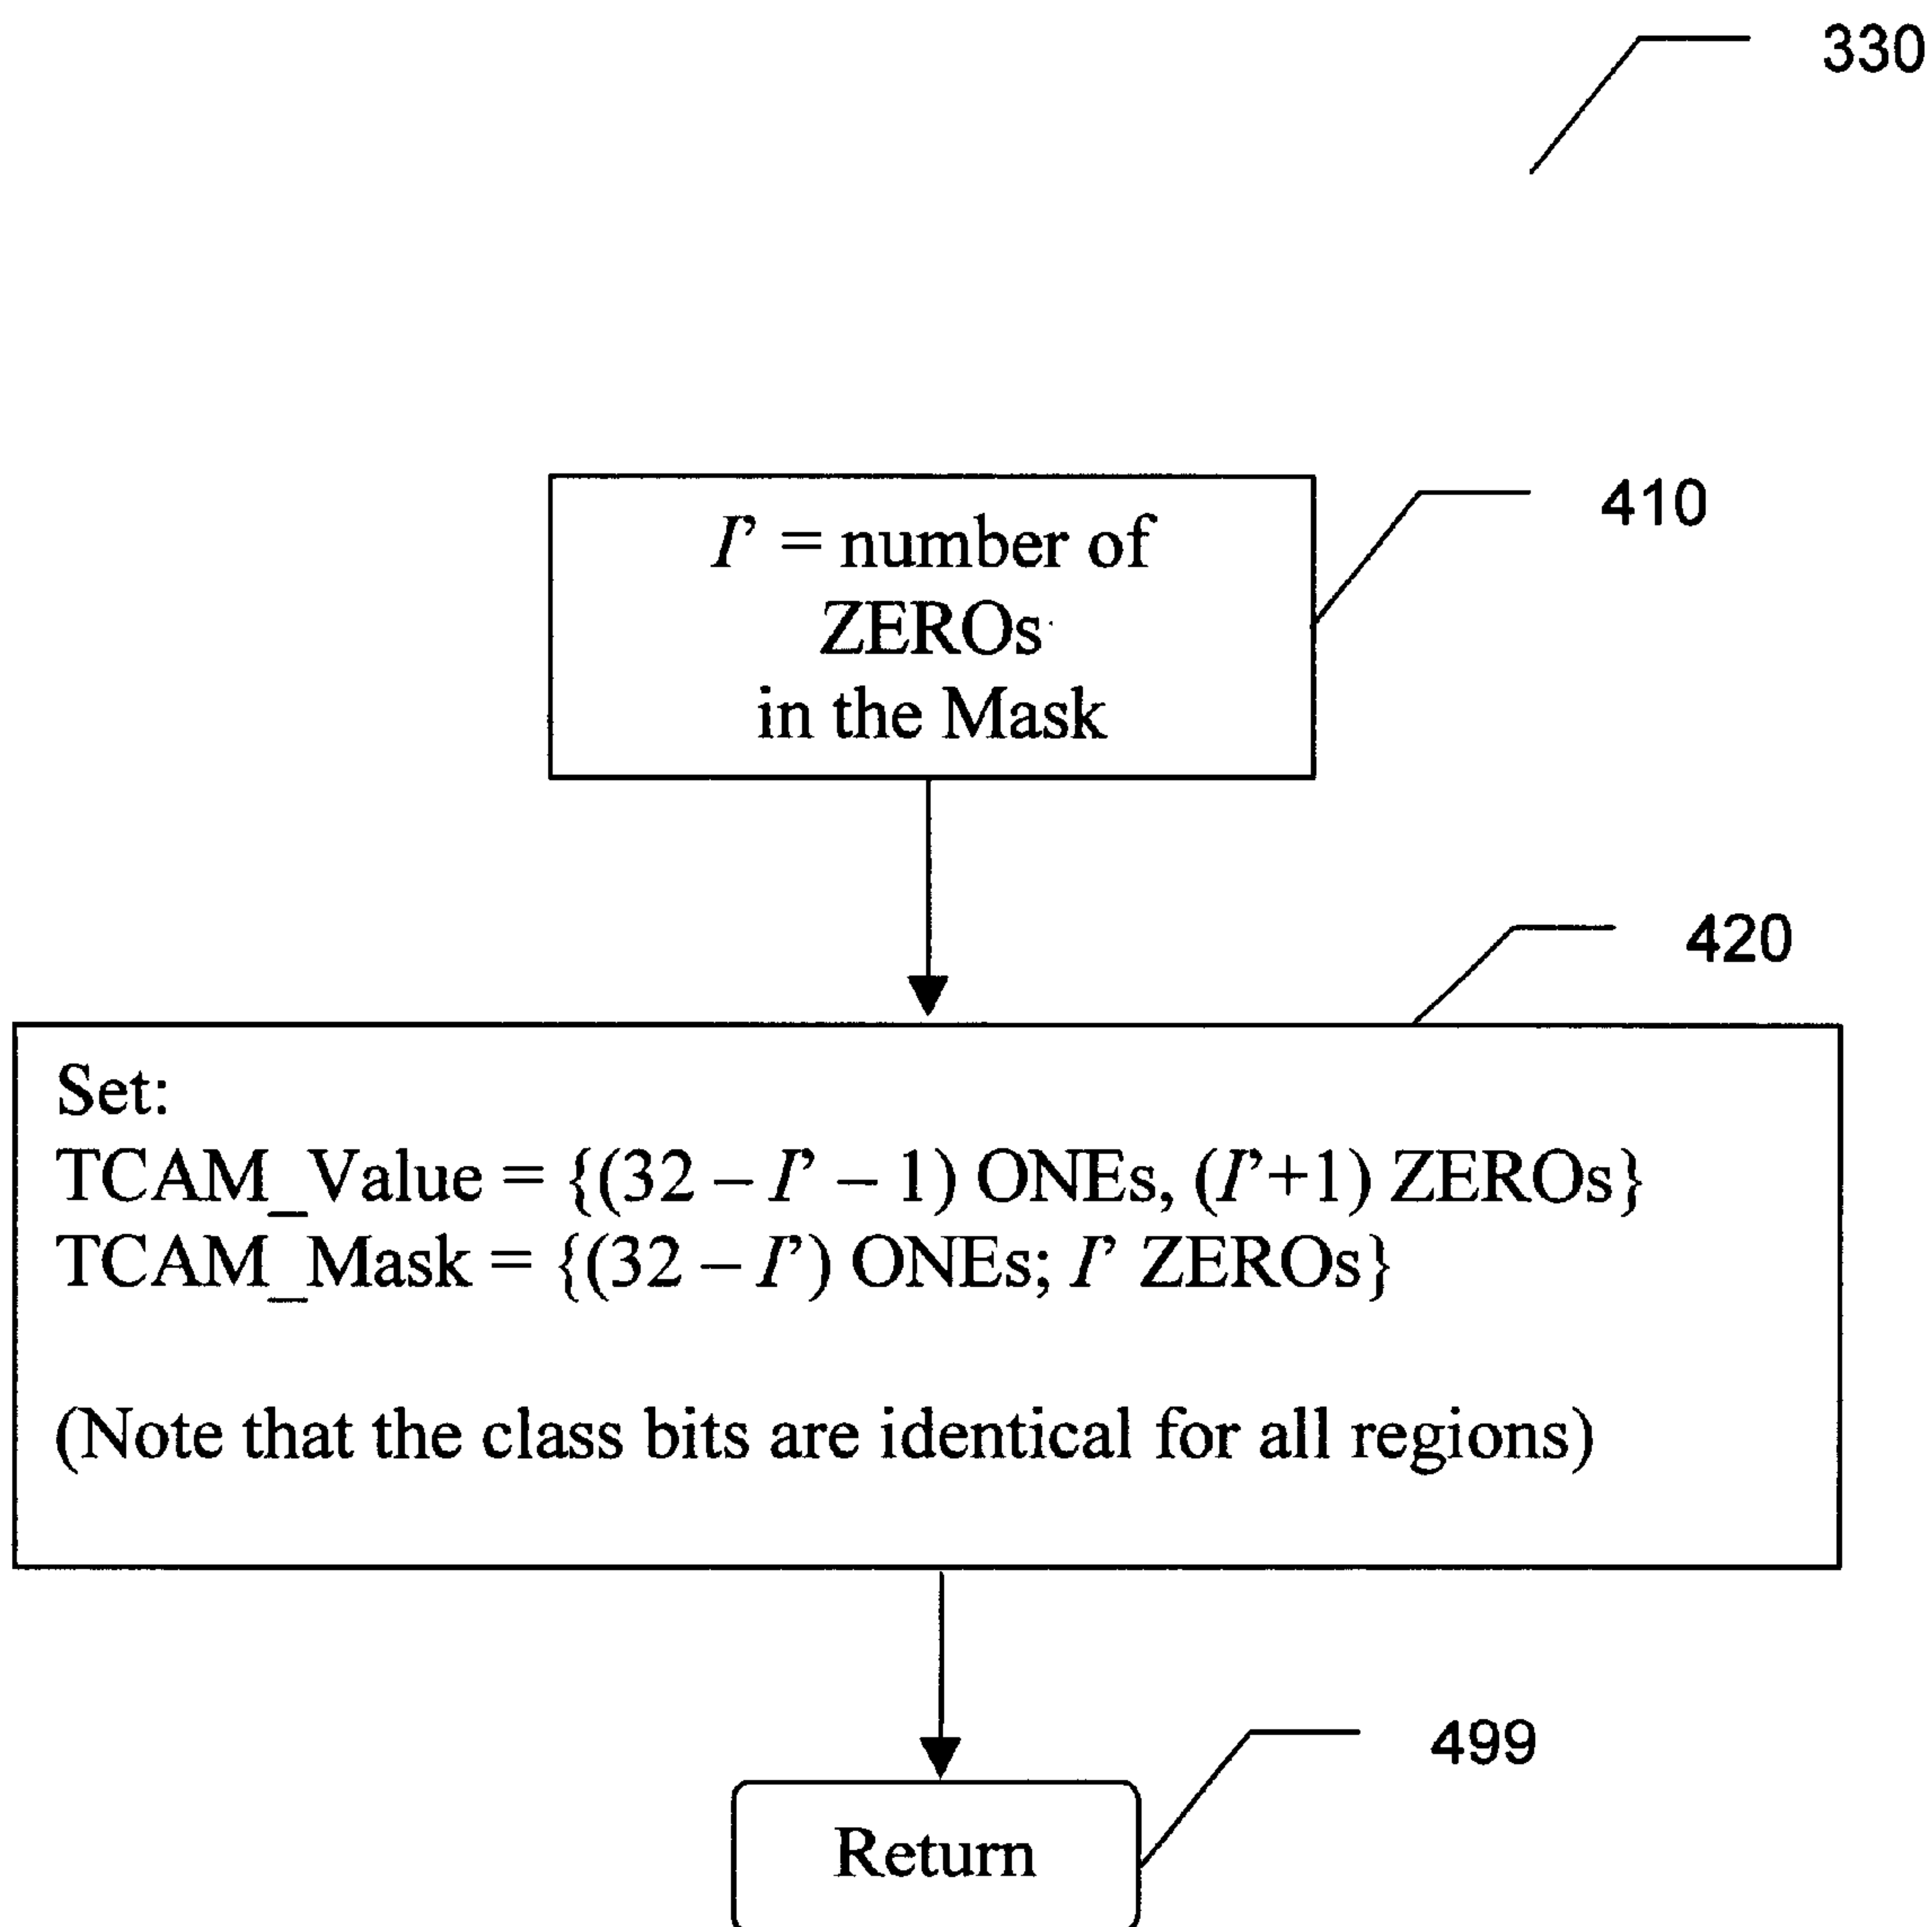 330
I’ = number of
ZEROs
in the Mask
410
420
Set:
TCAM_Value = {(32 – I’ – 1) ONEs, (I’+1) ZEROs}
TCAM_Mask = {(32 – I’) ONEs; I’ ZEROs}
(Note that the class bits are identical for all regions)
499
Return